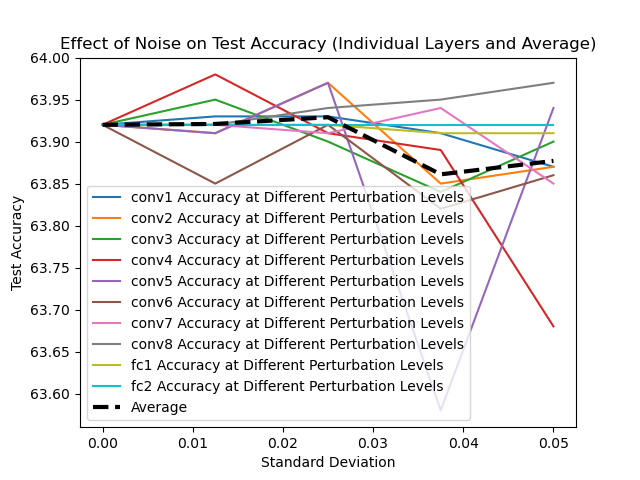 Effect of Noise on Test Accuracy (Individual Layers and Average)
64.00
63.95
63.90
63.85
63.80
63.75
63.70
63.65
63.60
Test Accuracy
conv1 Accuracy at Different Perturbation Levels
conv2 Accuracy at Different Perturbation Levels
conv3 Accuracy at Different Perturbation Levels
conv4 Accuracy at Different Perturbation Levels
conv5 Accuracy at Different Perturbation Levels
conv6 Accuracy at Different Perturbation Levels
conv7 Accuracy at Different Perturbation Levels
conv8 Accuracy at Different Perturbation Levels
fc1 Accuracy at Different Perturbation Levels
fc2 Accuracy at Different Perturbation Levels
Average
0.00 0.01 0.02 0.03 0.04 0.05
Standard Deviation